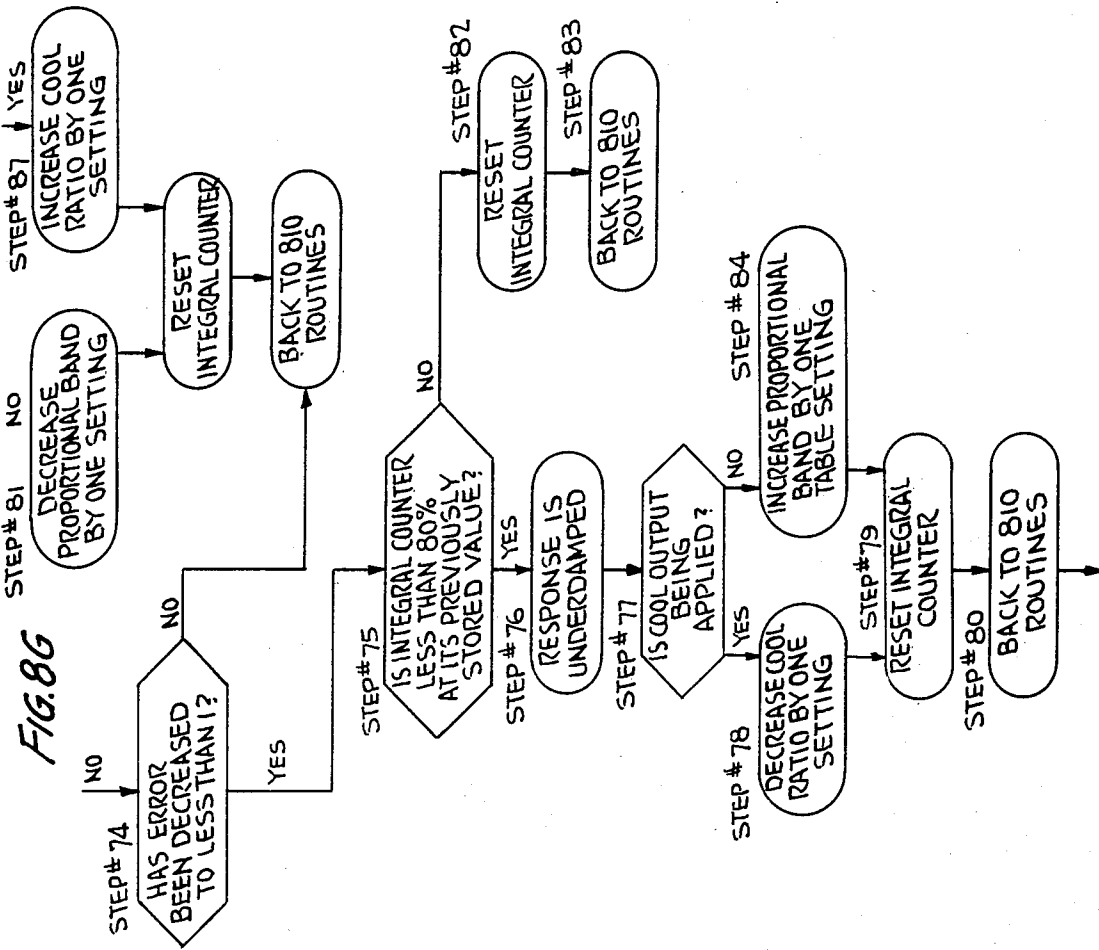 FIG.8G
NO
STEP#74
HAS ERROR
BEEN DECREASED
TO LESS THAN 1?
NO
YES
STEP#81 NO
DECREASE
PROPORTIONAL BAND
BY ONE SETTING
STEP#87 YES
INCREASE COOL
RATIO BY ONE
SETTING
RESET
INTEGRAL COUNTER
BACK TO 810
ROUTINES
STEP#75
IS INTEGRAL COUNTER
LESS THAN 80%
AT ITS PREVIOUSLY
STORED VALUE?
NO
YES
STEP#82
RESET
INTEGRAL COUNTER
STEP#83
BACK TO 810
ROUTINES
STEP#76
RESPONSE IS
UNDERDAMPED
STEP#77
IS COOL OUTPUT
BEING
APPLIED?
YES
NO
STEP#78
DECREASE COOL
RATIO BY ONE
SETTING
STEP #84
INCREASE PROPORTIONAL
BAND BY ONE
TABLE SETTING
STEP#79
RESET INTEGRAL
COUNTER
STEP#80
BACK TO 810
ROUTINES